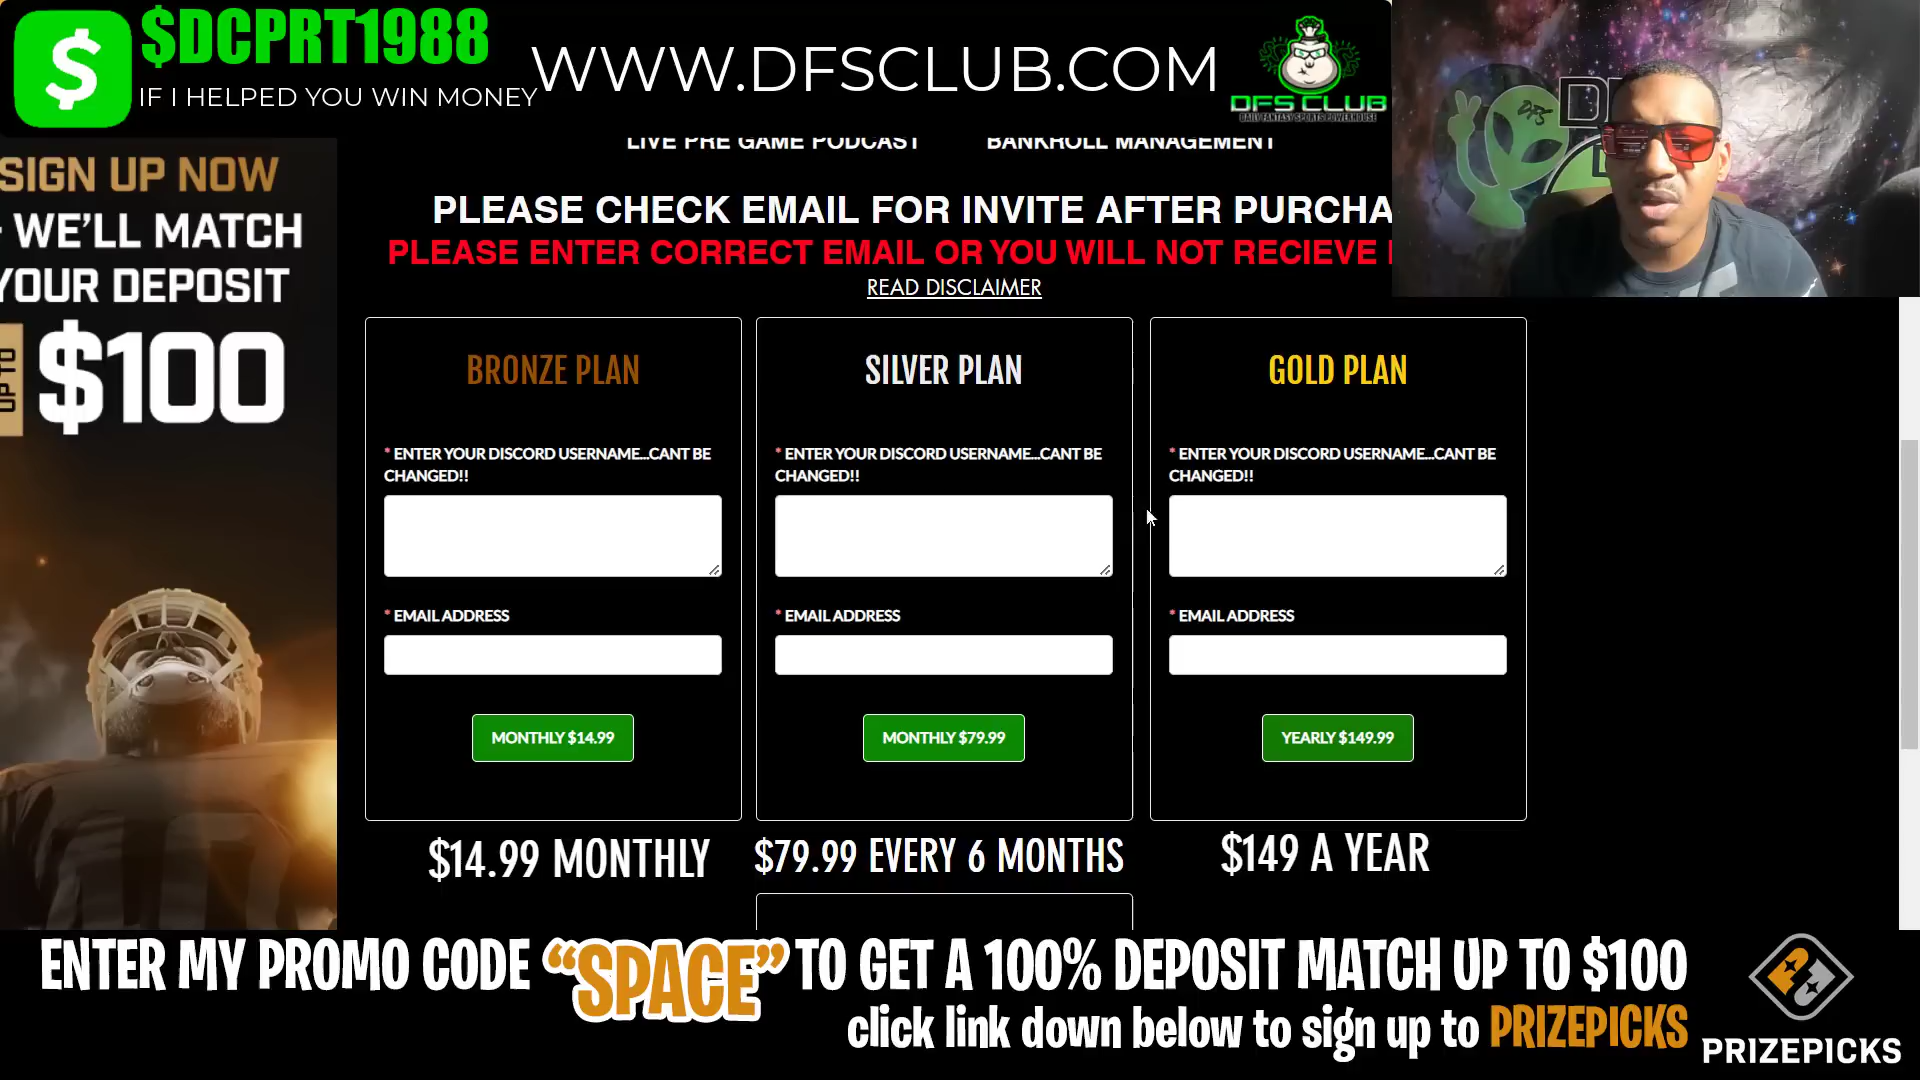 $DCPRT1988
IF I HELPED YOU WIN MONEY
WWW.DFSCLUB.COM
DFS CLUB
DAILY FANTASY SPORTS POWERHOUSE
LIVE PRE GAME PODCAST
BANKROLL MANAGEMENT
SIGN UP NOW
WE'LL MATCH
YOUR DEPOSIT
UP TO
$100
PLEASE CHECK EMAIL FOR INVITE AFTER PURCHA
PLEASE ENTER CORRECT EMAIL OR YOU WILL NOT RECIEVE
READ DISCLAIMER
BRONZE PLAN
* ENTER YOUR DISCORD USERNAME...CANT BE
CHANGED!!
* EMAIL ADDRESS
MONTHLY $14.99
$14.99 MONTHLY
SILVER PLAN
* ENTER YOUR DISCORD USERNAME...CANT BE
CHANGED!!
* EMAIL ADDRESS
MONTHLY $79.99
$79.99 EVERY 6 MONTHS
GOLD PLAN
* ENTER YOUR DISCORD USERNAME...CANT BE
CHANGED!!
* EMAIL ADDRESS
YEARLY $149.99
$149 A YEAR
ENTER MY PROMO CODE “SPACE” TO GET A 100% DEPOSIT MATCH UP TO $100
click link down below to sign up to PRIZEPICKS
PRIZEPICKS